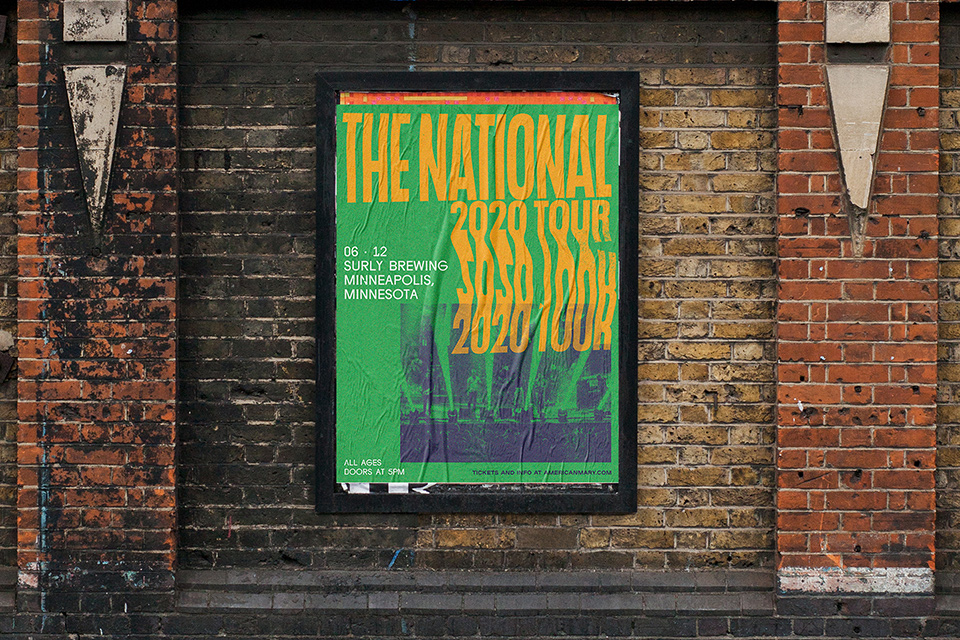 THE NATIONAL
2020 TOUR
2020 TOUR
2020 TOUR
06 · 12
SURLY BREWING
MINNEAPOLIS,
MINNESOTA
ALL AGES
DOORS AT 5PM
TICKETS AND INFO AT AMERICANMARY.COM